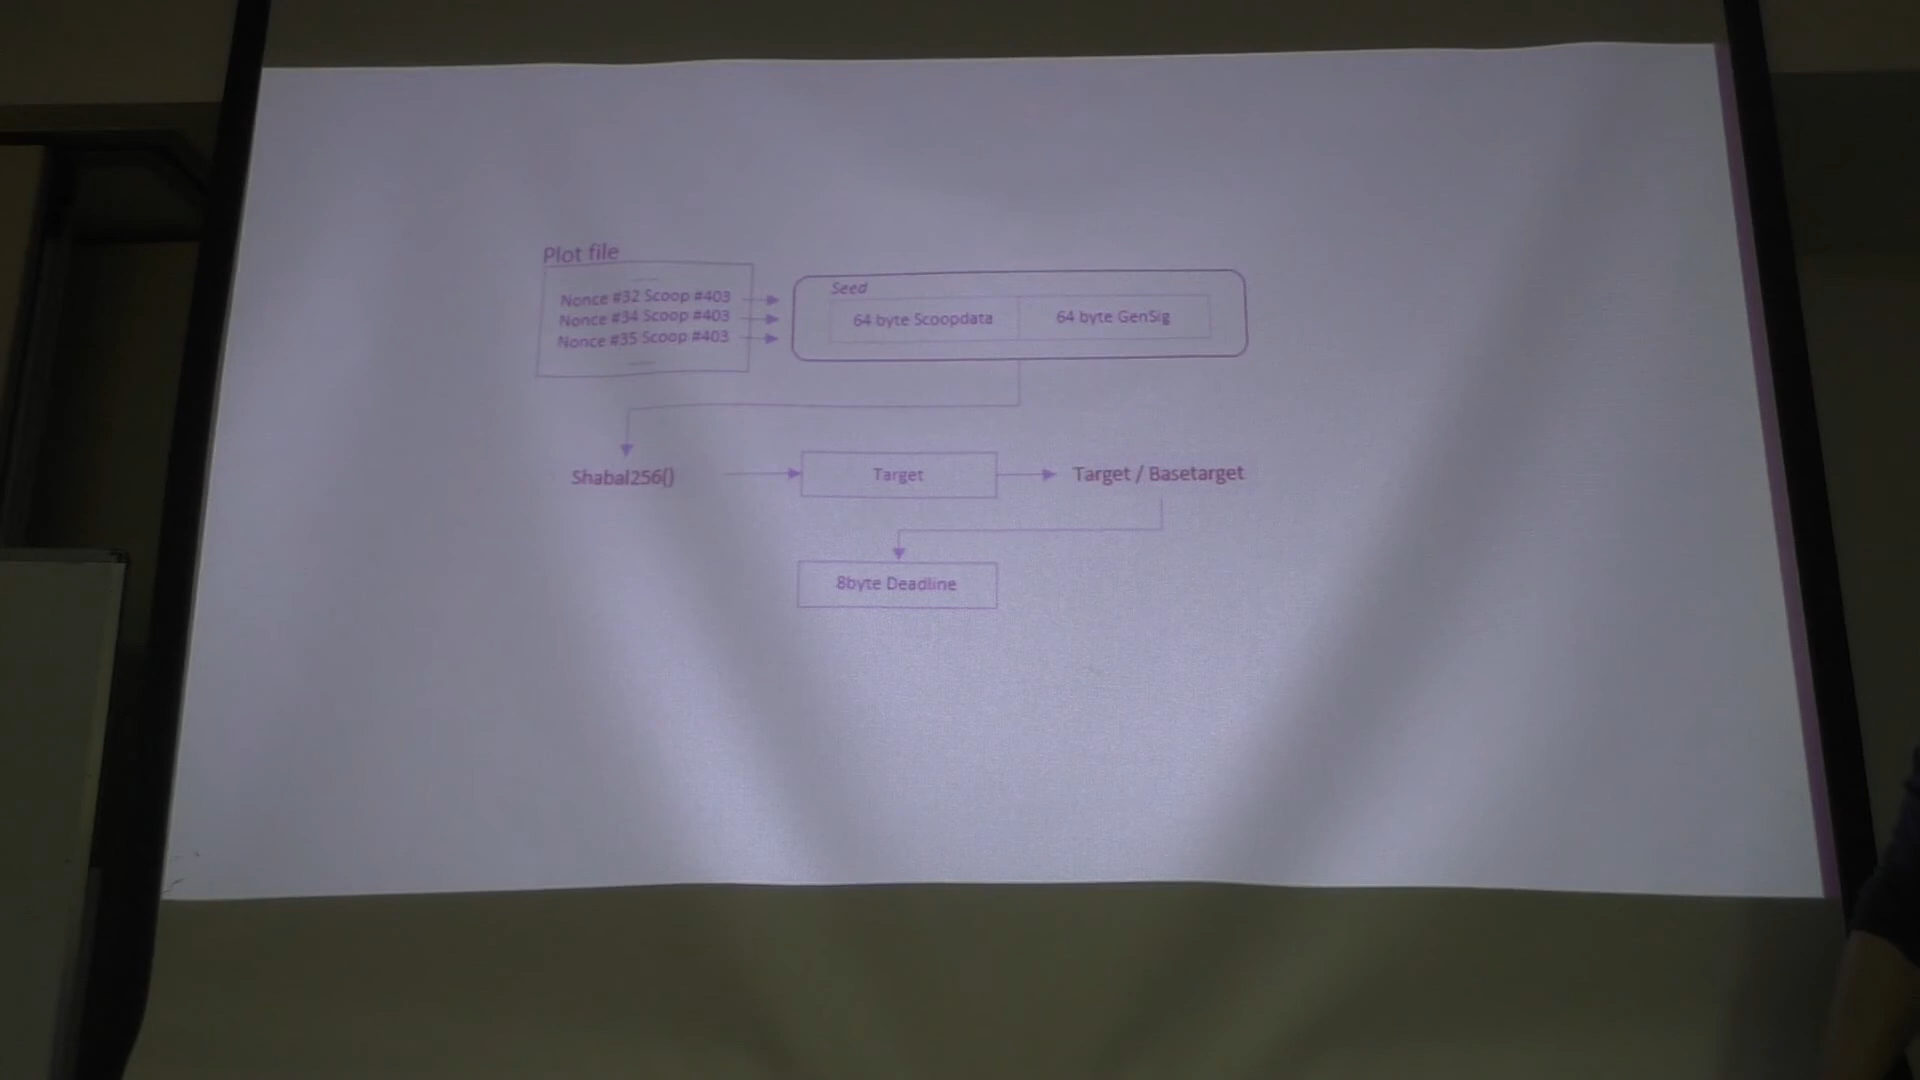 Plot file
Nonce #32 Scoop #403
Nonce #34 Scoop #403
Nonce #35 Scoop #403
Seed
64 byte Scoopdata
64 byte GenSig
Shabal256()
Target
Target / Basetarget
8byte Deadline